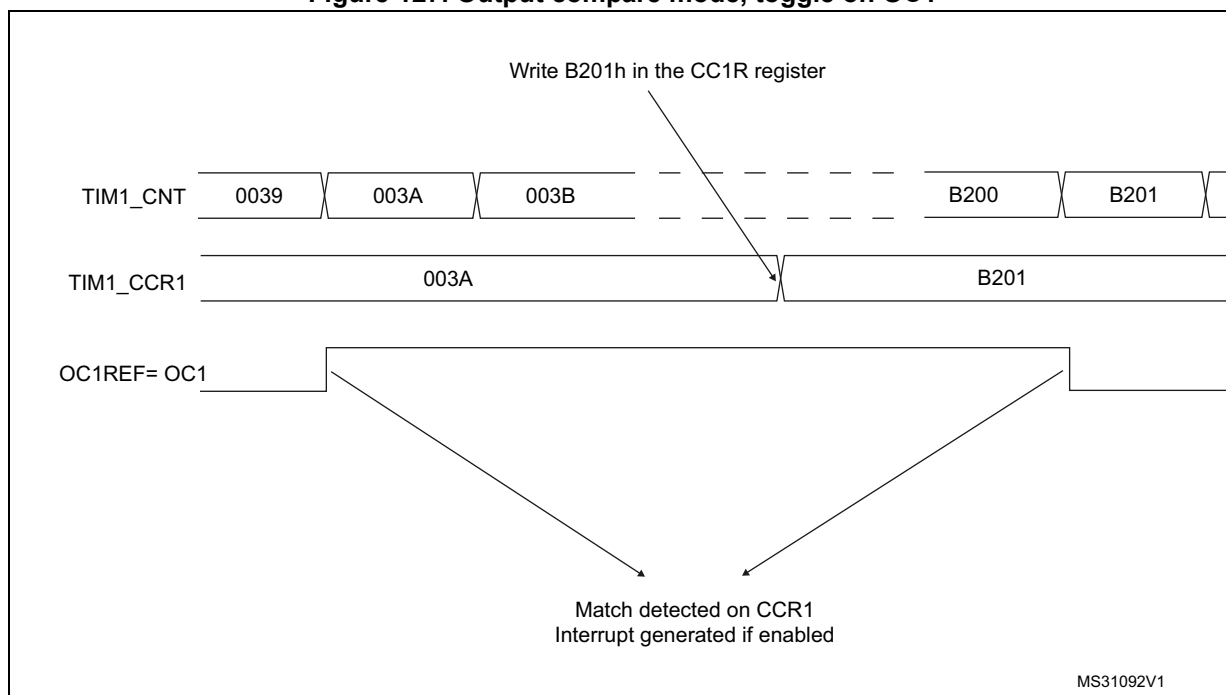 Write B201h in the CC1R register
TIM1_CNT 0039 003A 003B B200 B201
TIM1_CCR1 003A B201
OC1REF= OC1
Match detected on CCR1
Interrupt generated if enabled
MS31092V1